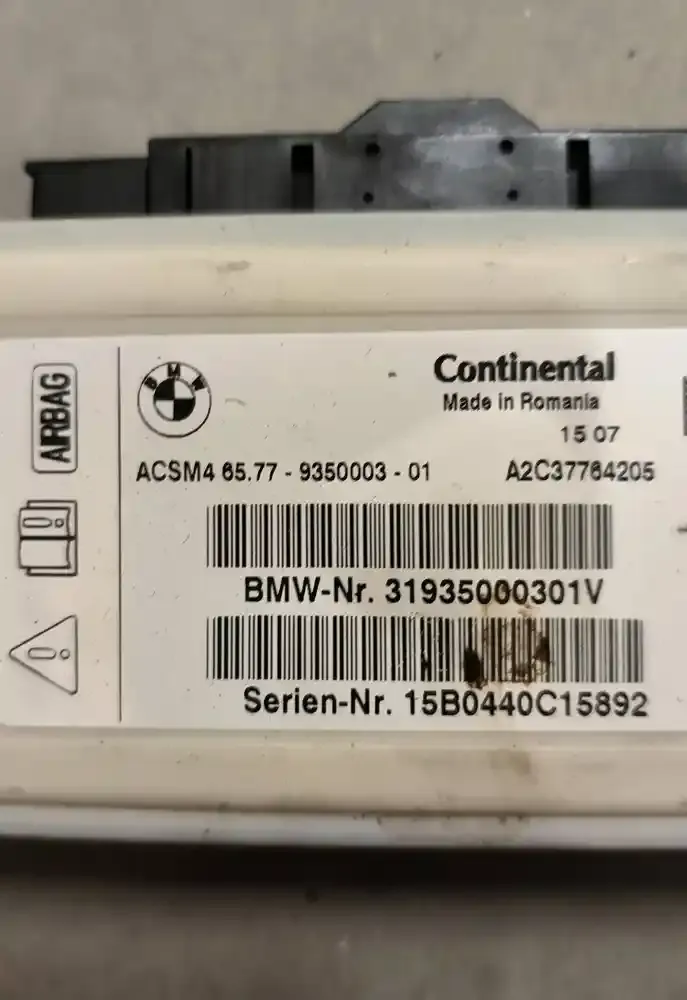 AIRBAG
BMW
Continental
Made in Romania
15 07
ACSM4 65.77 - 9350003 - 01 A2C37764205
BMW-Nr. 31935000301V
Serien-Nr. 15B0440C15892